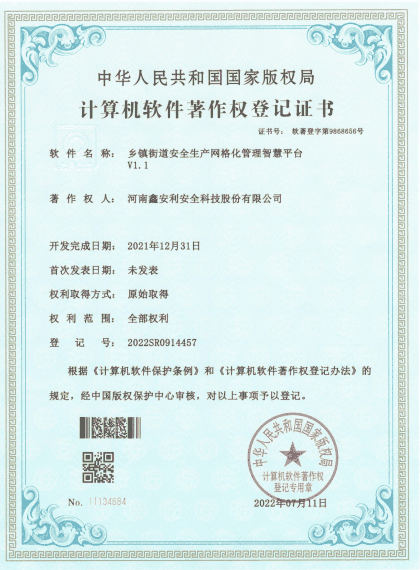 中华人民共和国国家版权局
计算机软件著作权登记证书
证书号： 软著登字第9868656号
软件名称： 乡镇街道安全生产网格化管理智慧平台
V1.1
著作权人： 河南鑫安利安全科技股份有限公司
开发完成日期： 2021年12月31日
首次发表日期： 未发表
权利取得方式： 原始取得
权利范围： 全部权利
登记号： 2022SR0914457
根据《计算机软件保护条例》和《计算机软件著作权登记办法》的
规定，经中国版权保护中心审核，对以上事项予以登记。
中华人民共和国国家版权局
计算机软件著作权
登记专用章
No. 11134684
2022年07月11日